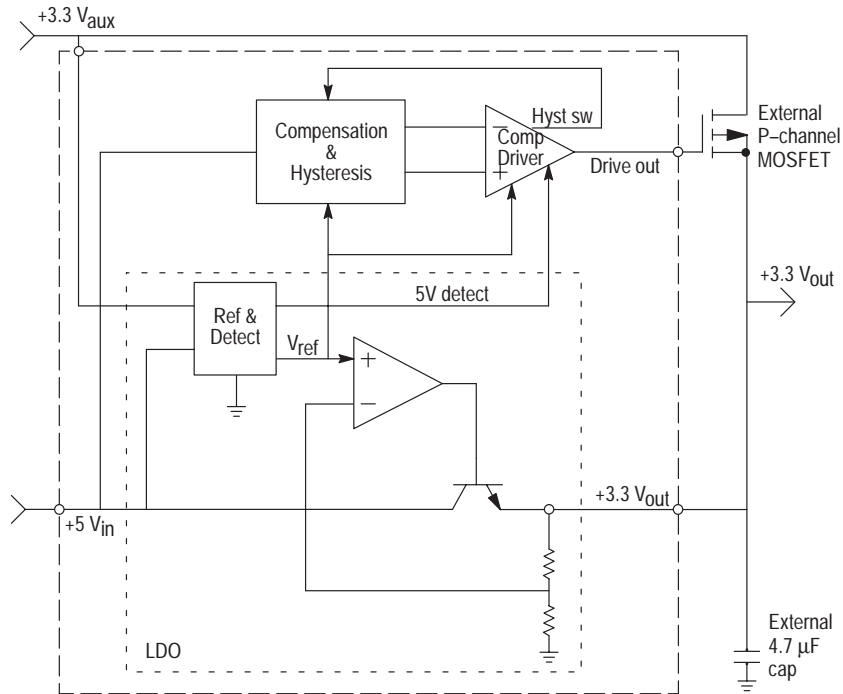 +3.3 Vaux
Compensation
&
Hysteresis
Hyst sw
−
Comp
Driver
+
Drive out
External
P−channel
MOSFET
+3.3 Vout
5V detect
Ref &
Detect
Vref
+
−
+3.3 Vout
+5 Vin
LDO
External
4.7 μF
cap